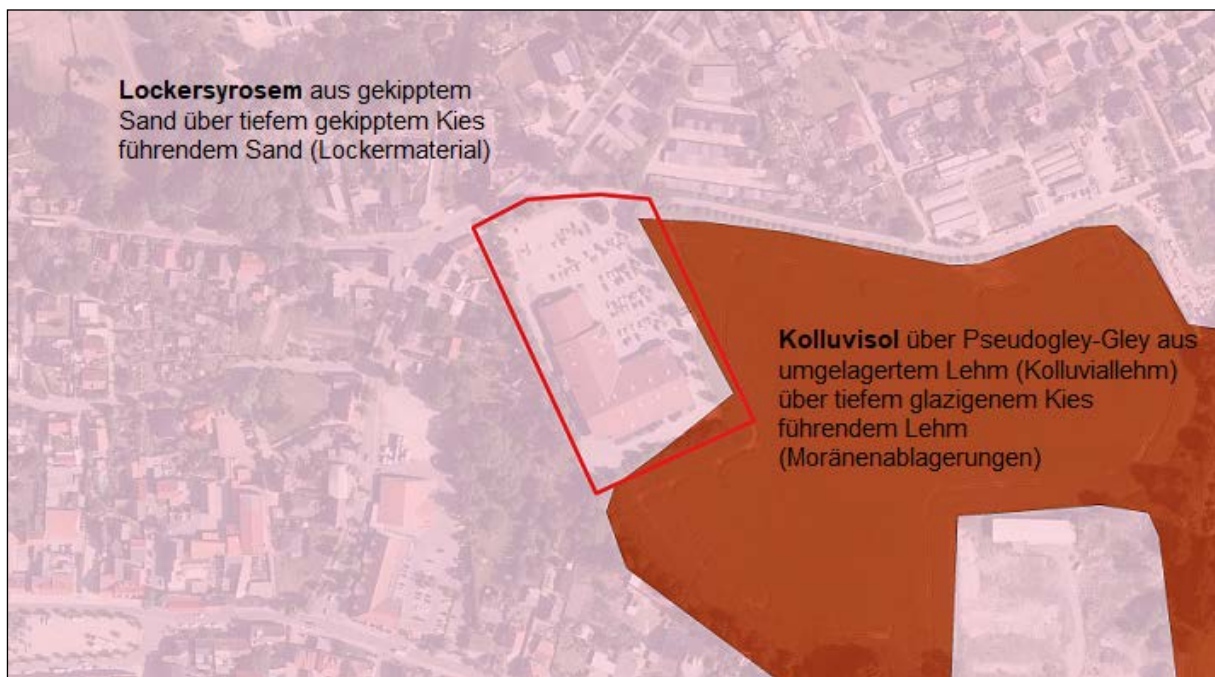 Lockersyrosem aus gekipptem
Sand über tiefem gekipptem Kies
führendem Sand (Lockermaterial)
Kolluvisol über Pseudogley-Gley aus
umgelagertem Lehm (Kolluviallehm)
über tiefem glazigenem Kies
führendem Lehm
(Moränenablagerungen)